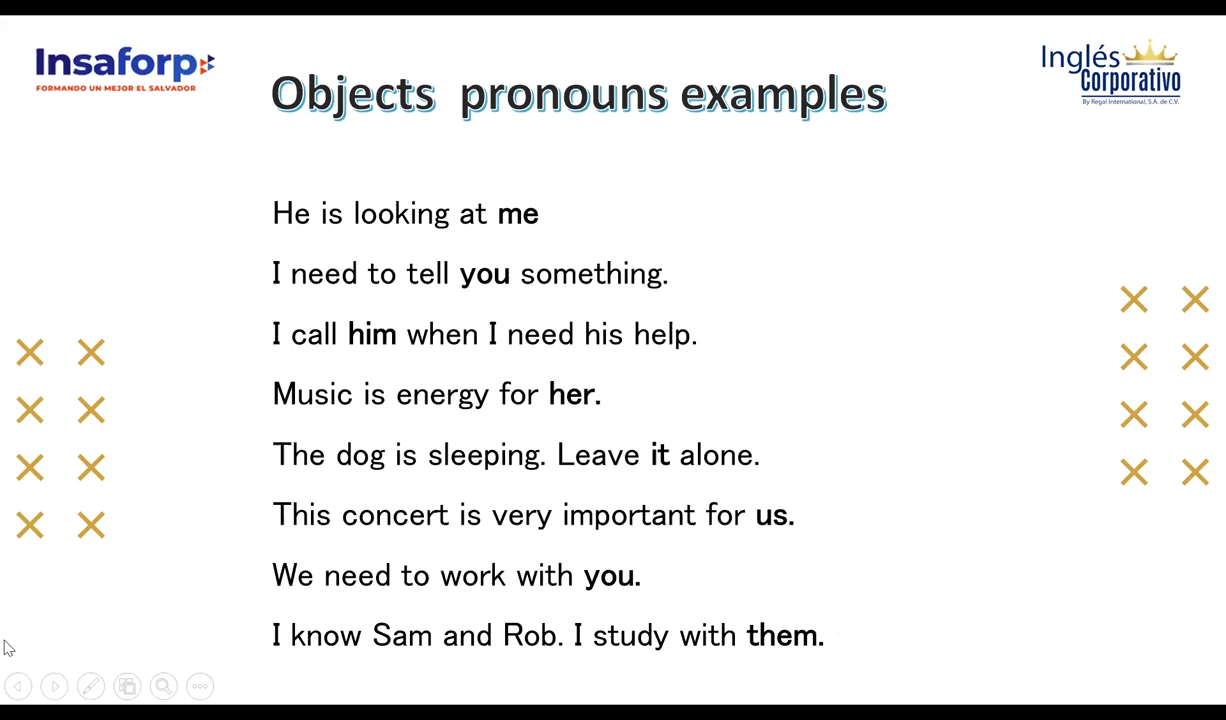 Insaforp
FORMANDO UN MEJOR EL SALVADOR
Inglés
Corporativo
By Regal International, S.A. de C.V.
Objects pronouns examples
He is looking at me
I need to tell you something.
I call him when I need his help.
Music is energy for her.
The dog is sleeping. Leave it alone.
This concert is very important for us.
We need to work with you.
I know Sam and Rob. I study with them.